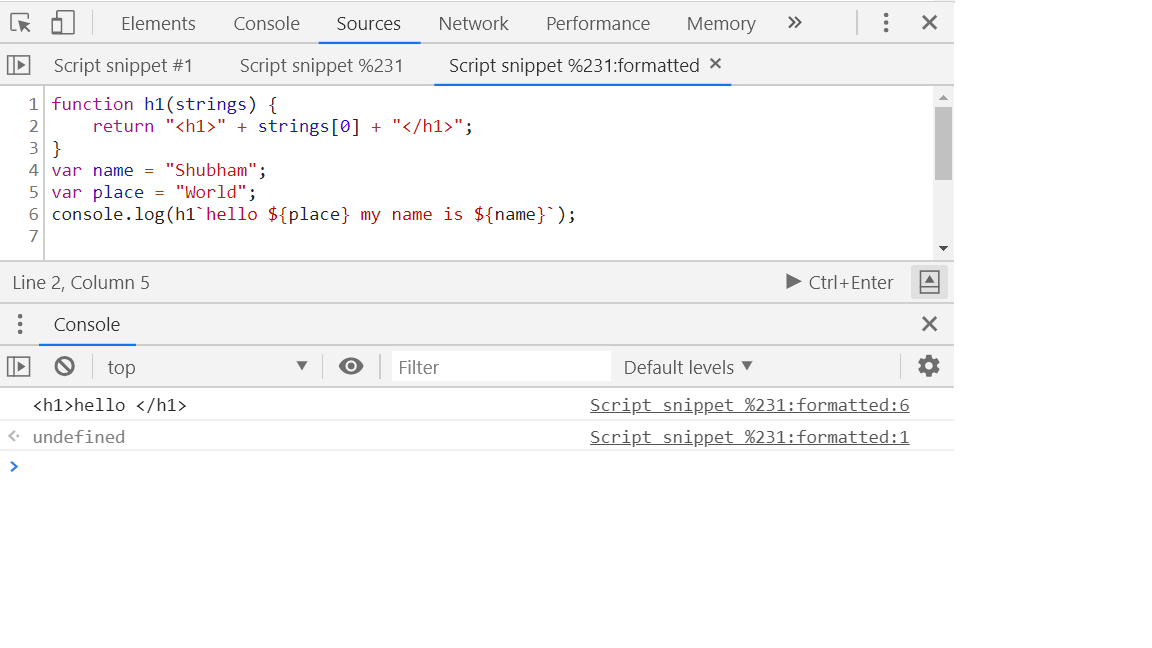 Elements Console Sources Network Performance Memory »
Script snippet #1 Script snippet %231 Script snippet %231:formatted ×
1 function h1(strings) {
2     return "<h1>" + strings[0] + "</h1>";
3 }
4 var name = "Shubham";
5 var place = "World";
6 console.log(h1`hello ${place} my name is ${name}`);
7
Line 2, Column 5 ▶ Ctrl+Enter
Console
top ▼ Filter Default levels ▼
<h1>hello </h1> Script snippet %231:formatted:6
undefined Script snippet %231:formatted:1
>